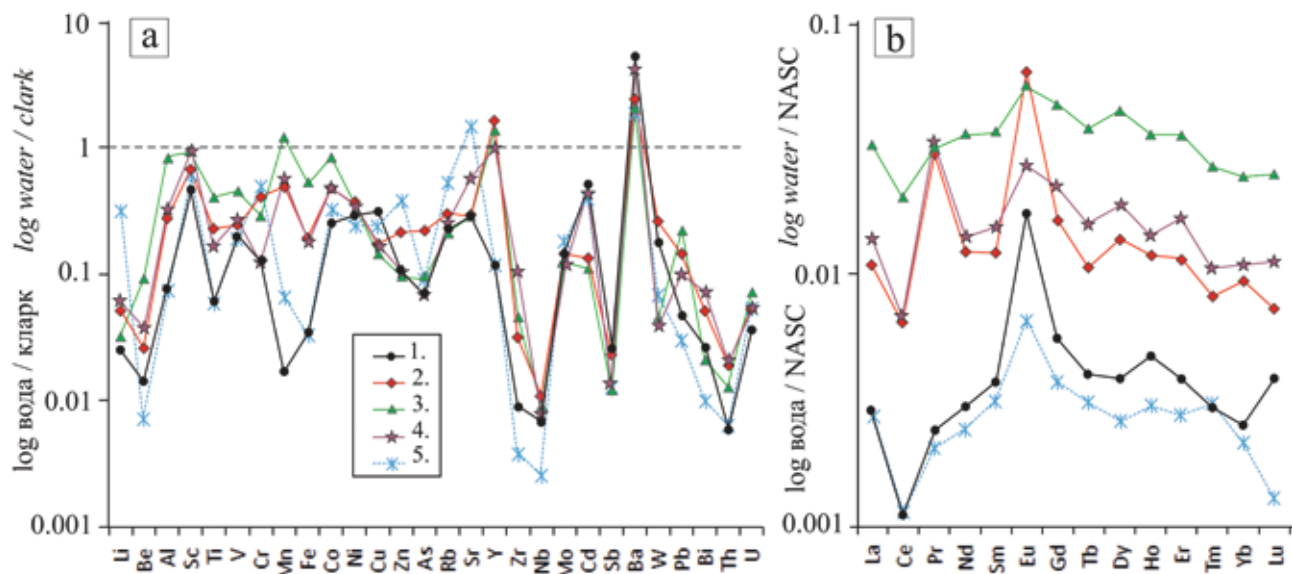 a
log вода / кларк log water / clark
10
1
0.1
0.01
0.001
1.
2.
3.
4.
5.
Li Be Al Sc Ti V Cr Mn Fe Co Ni Cu Zn As Rb Sr Y Zr Nb Mo Cd Sb Ba W Pb Bi Th U
b
log вода / NASC log water / NASC
0.1
0.01
0.001
La Ce Pr Nd Sm Eu Gd Tb Dy Ho Er Tm Yb Lu